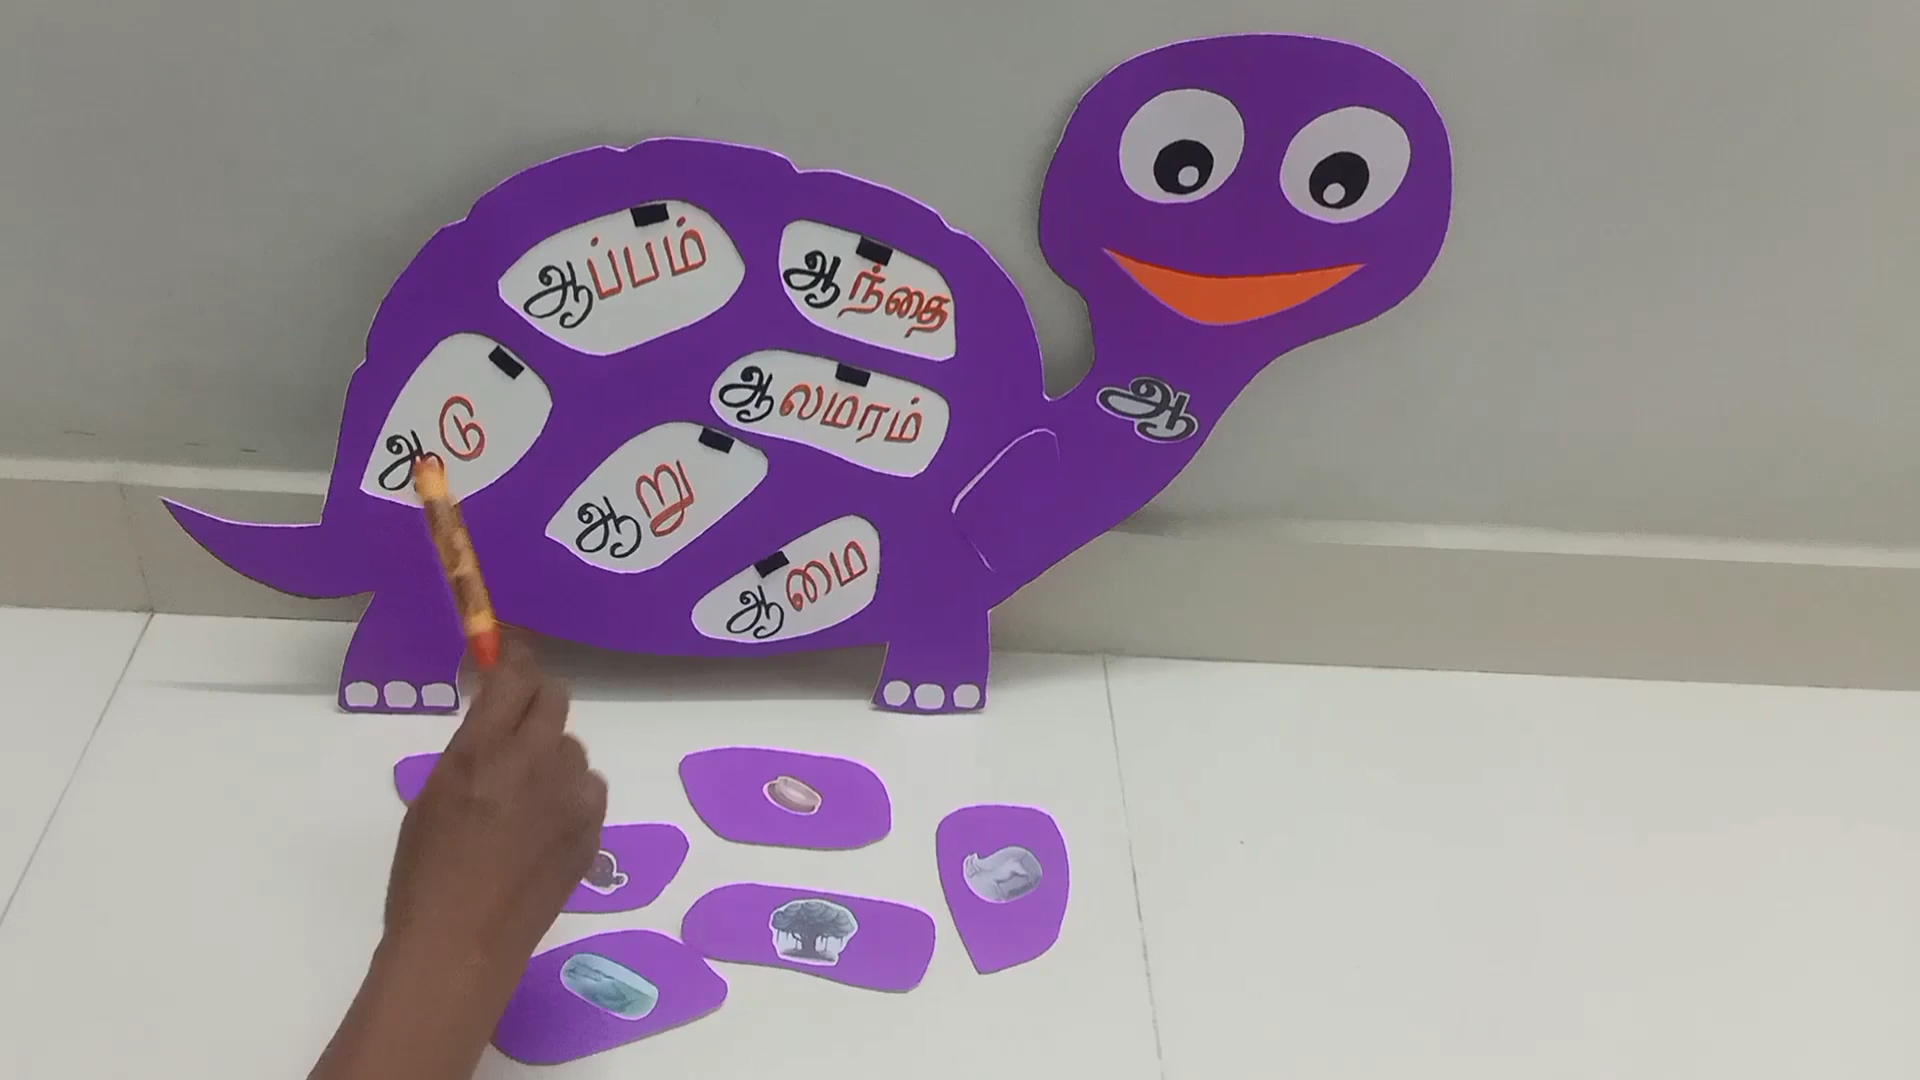 ஆப்பம்
ஆந்தை
ஆடு
ஆலமரம்
ஆ
ஆறு
ஆமை